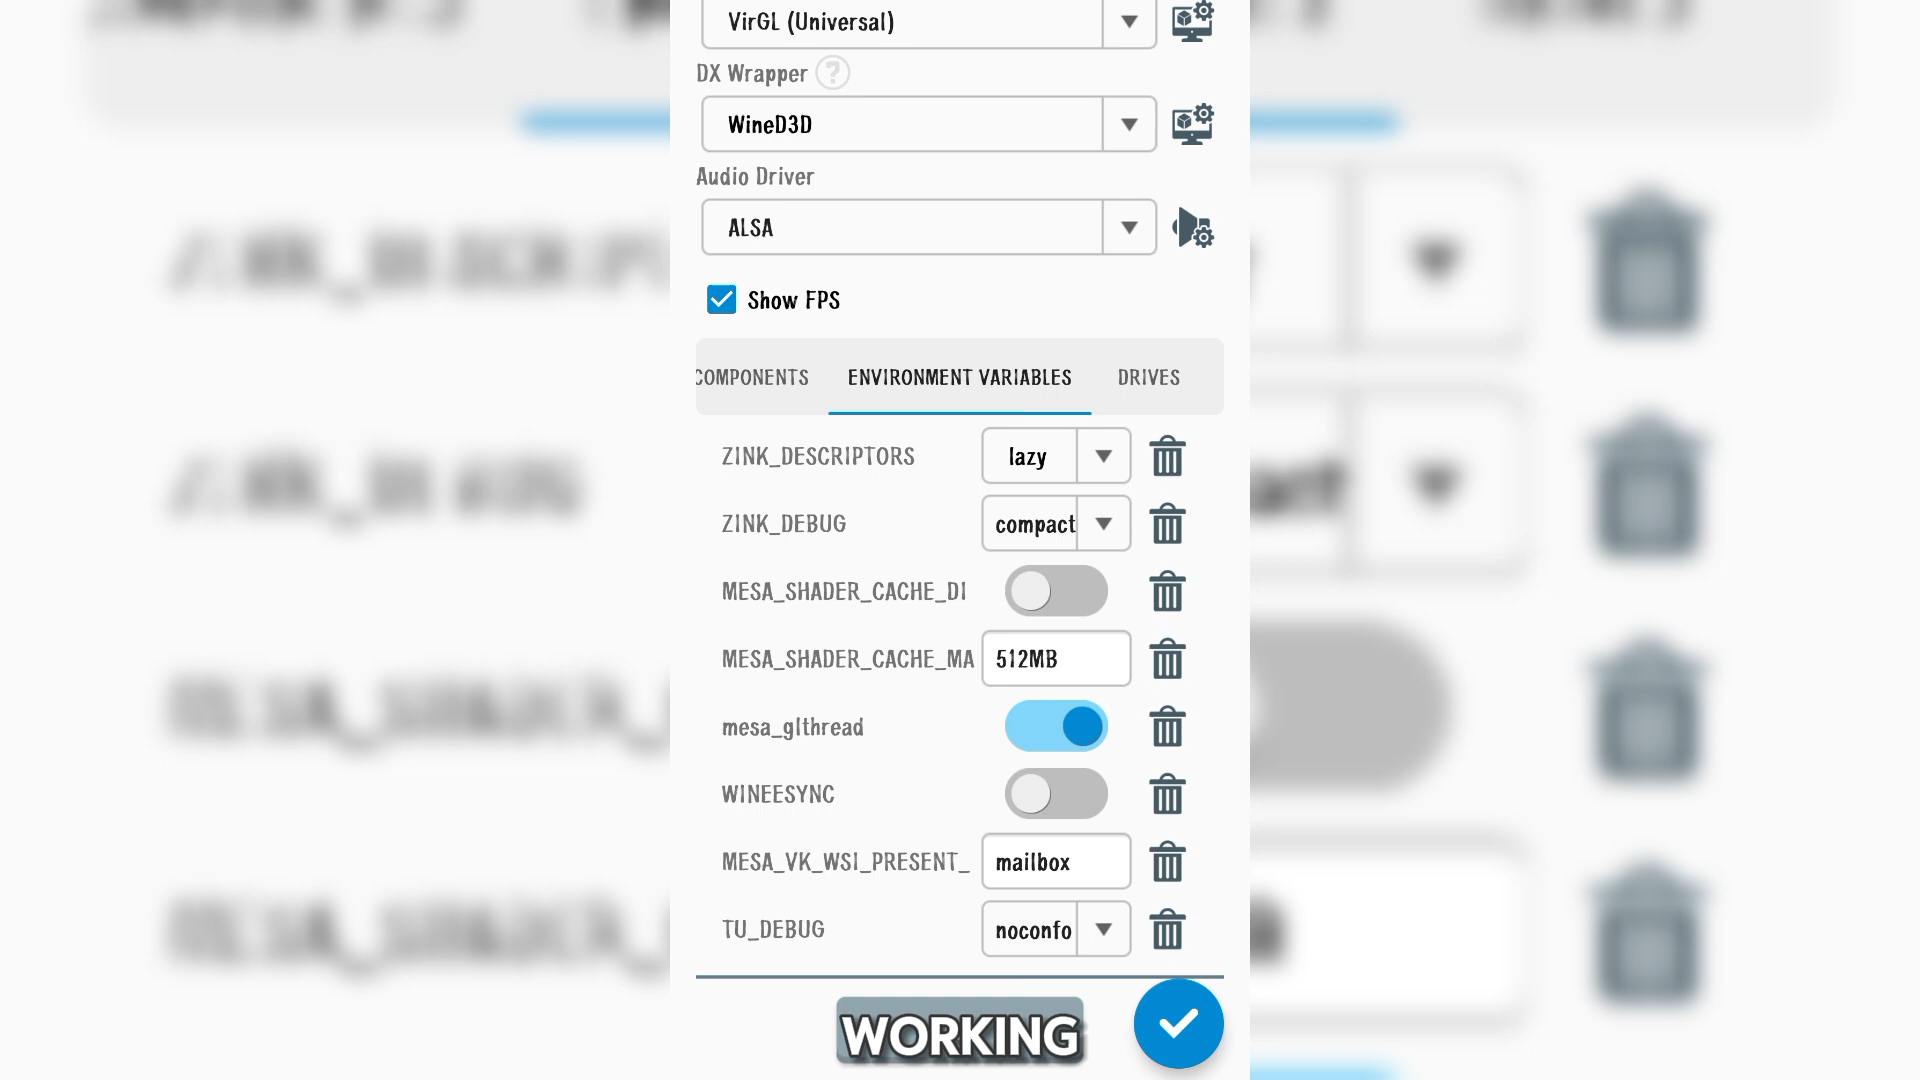 VirGL (Universal)
DX Wrapper ?
WineD3D
Audio Driver
ALSA
Show FPS
COMPONENTS ENVIRONMENT VARIABLES DRIVES
ZINK_DESCRIPTORS lazy
ZINK_DEBUG compact
MESA_SHADER_CACHE_DI
MESA_SHADER_CACHE_MA 512MB
mesa_glthread
WINEESYNC
MESA_VK_WSI_PRESENT_ mailbox
TU_DEBUG noconfo
WORKING